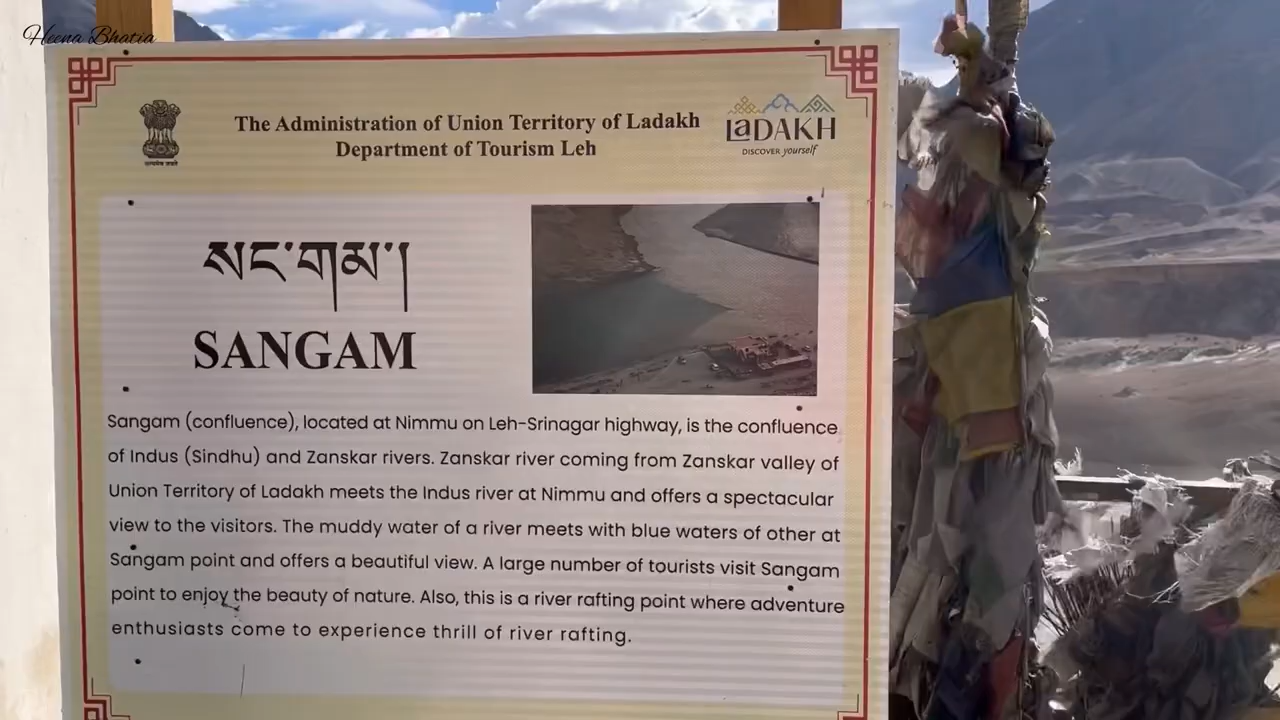 Heena Bhatia
The Administration of Union Territory of Ladakh
Department of Tourism Leh
सत्यमेव जयते
LaDAKH
DISCOVER yourself
སང་གམ་།
SANGAM
Sangam (confluence), located at Nimmu on Leh-Srinagar highway, is the confluence
of Indus (Sindhu) and Zanskar rivers. Zanskar river coming from Zanskar valley of
Union Territory of Ladakh meets the Indus river at Nimmu and offers a spectacular
view to the visitors. The muddy water of a river meets with blue waters of other at
Sangam point and offers a beautiful view. A large number of tourists visit Sangam
point to enjoy the beauty of nature. Also, this is a river rafting point where adventure
enthusiasts come to experience thrill of river rafting.